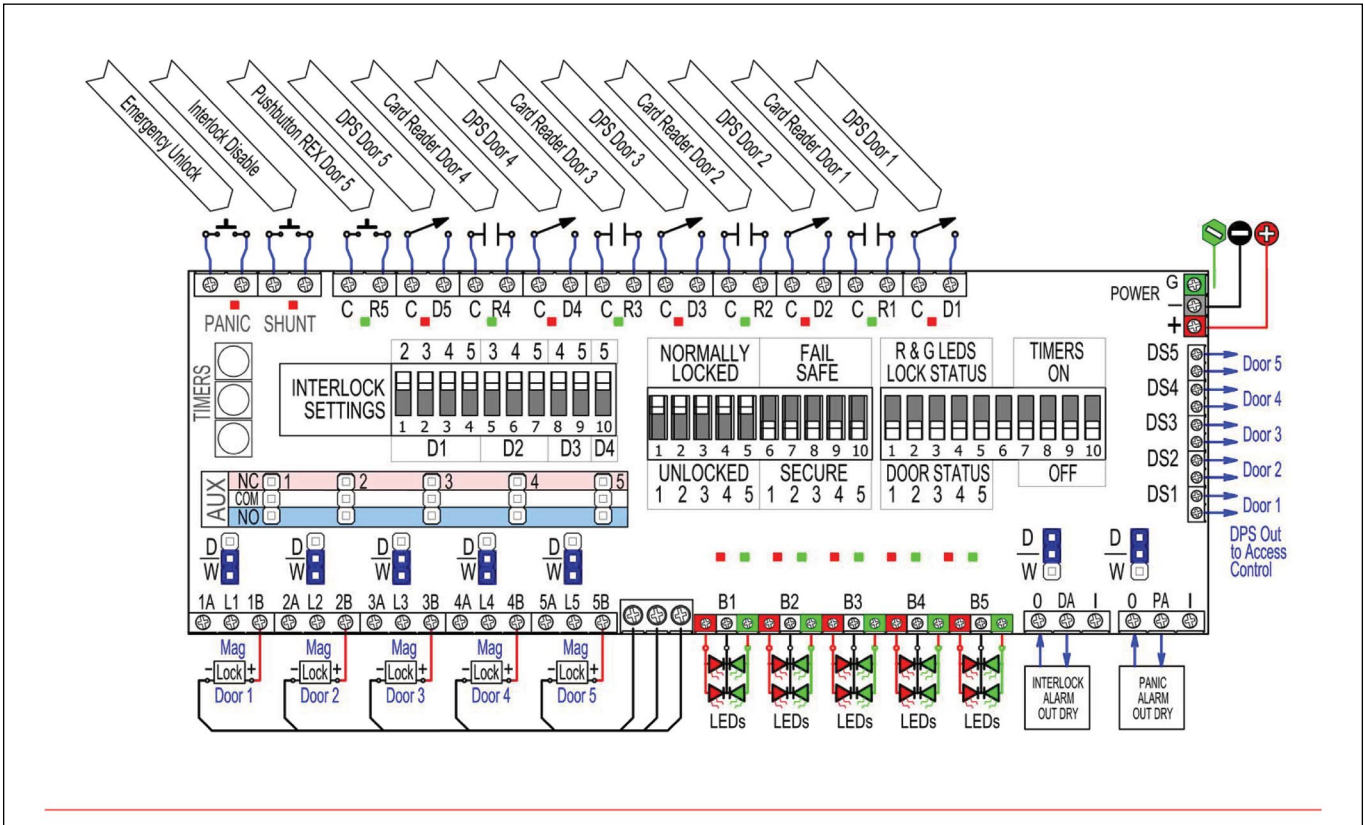 Emergency Unlock
Interlock Disable
Pushbutton REX Door 5
DPS Door 5
Card Reader Door 4
DPS Door 4
Card Reader Door 3
DPS Door 3
Card Reader Door 2
DPS Door 2
Card Reader Door 1
DPS Door 1
PANIC SHUNT C R5 C D5 C R4 C D4 C R3 C D3 C R2 C D2 C R1 C D1
POWER G
−
+
TIMERS
INTERLOCK SETTINGS
2 3 4 5 3 4 5 4 5 5
1 2 3 4 5 6 7 8 9 10
D1 D2 D3 D4
NORMALLY LOCKED FAIL SAFE
1 2 3 4 5 6 7 8 9 10
UNLOCKED SECURE
1 2 3 4 5 1 2 3 4 5
R & G LEDS LOCK STATUS TIMERS ON
1 2 3 4 5 6 7 8 9 10
DOOR STATUS OFF
1 2 3 4 5
DS5 Door 5
DS4 Door 4
DS3 Door 3
DS2 Door 2
DS1 Door 1
DPS Out
to Access
Control
AUX
NC 1 2 3 4 5
COM
NO
D D D D D D D
W W W W W W W
1A L1 1B 2A L2 2B 3A L3 3B 4A L4 4B 5A L5 5B
B1 B2 B3 B4 B5
O DA I O PA I
Mag Mag Mag Mag Mag
- Lock + - Lock + - Lock + - Lock + - Lock +
Door 1 Door 2 Door 3 Door 4 Door 5
LEDs LEDs LEDs LEDs LEDs
INTERLOCK
ALARM
OUT DRY
PANIC
ALARM
OUT DRY